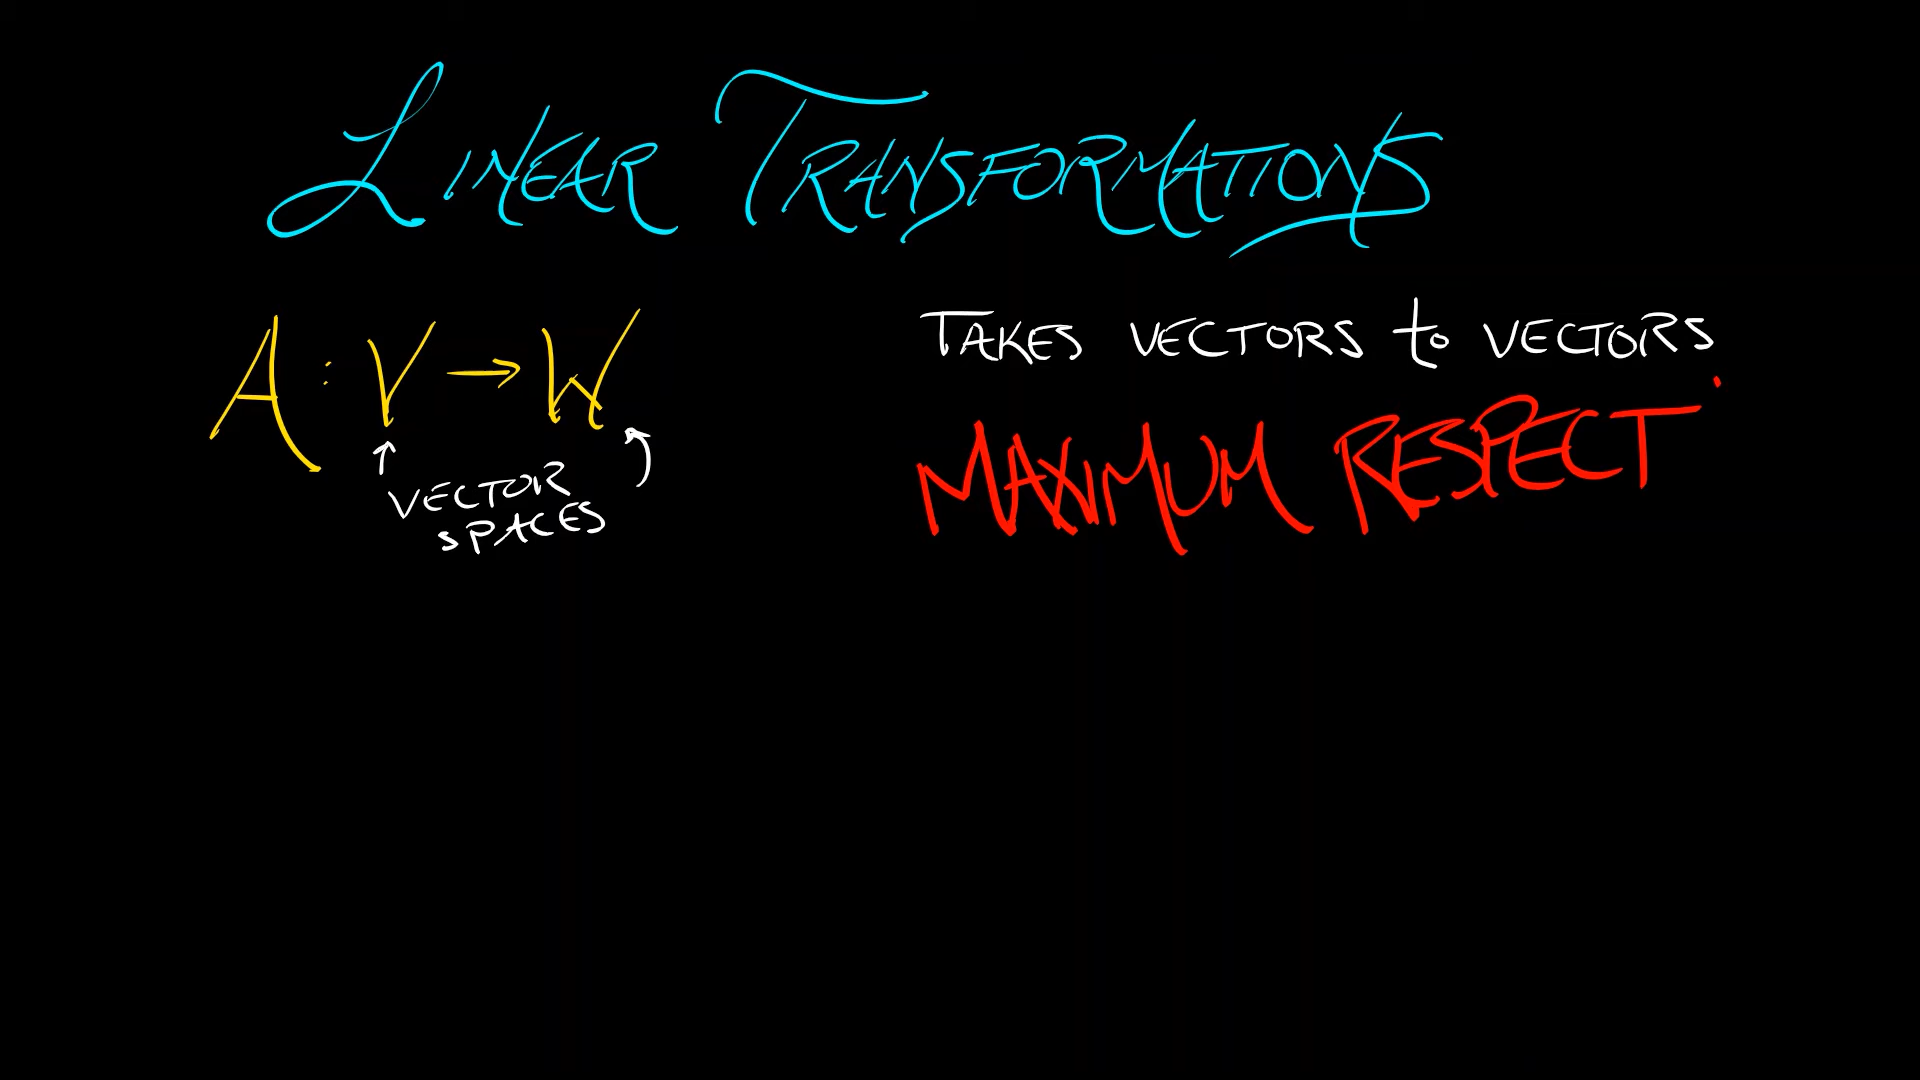 LINEAR TRANSFORMATIONS
A : V → W
VECTOR
SPACES
TAKES VECTORS to VECTORS
MAXIMUM RESPECT